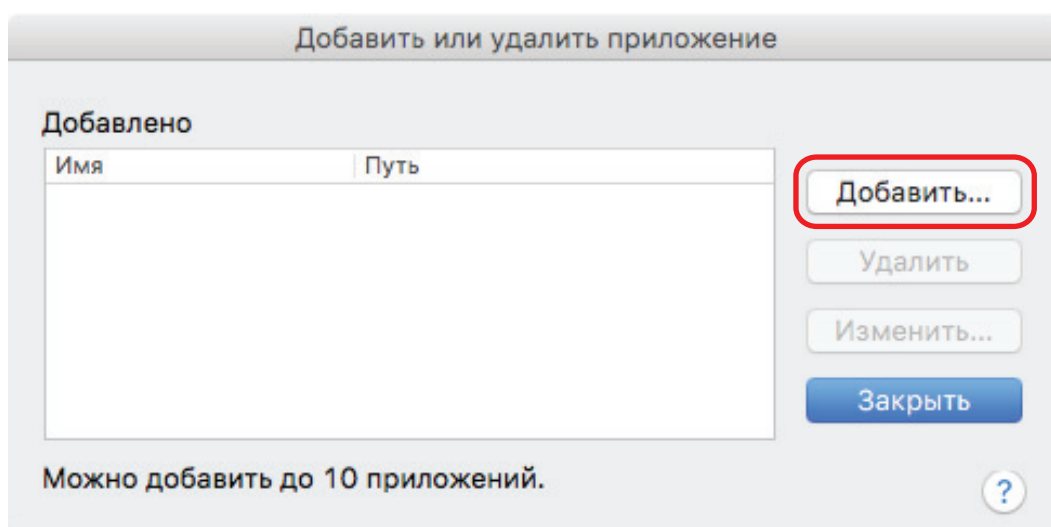 Добавить или удалить приложение
Добавлено
Имя Путь
Добавить...
Удалить
Изменить...
Закрыть
Можно добавить до 10 приложений.
?